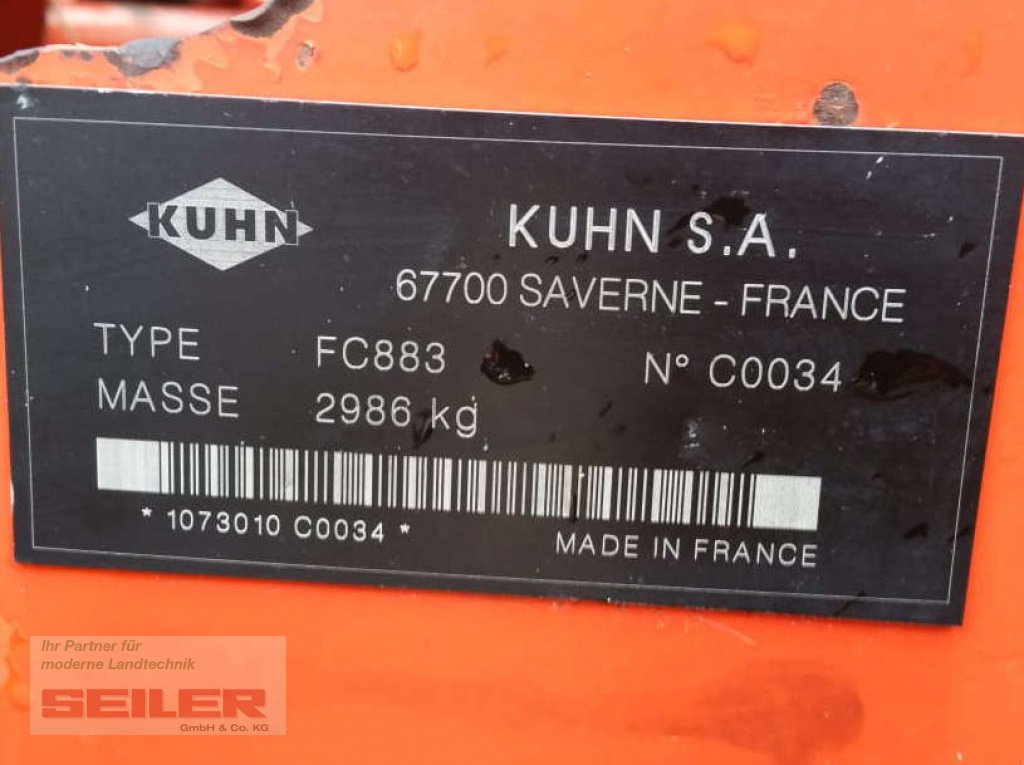 KUHN
KUHN S.A.
67700 SAVERNE - FRANCE
TYPE FC883 N° C0034
MASSE 2986 kg
* 1073010 C0034 *
MADE IN FRANCE
Ihr Partner für
moderne Landtechnik
SEILER
GmbH & Co. KG